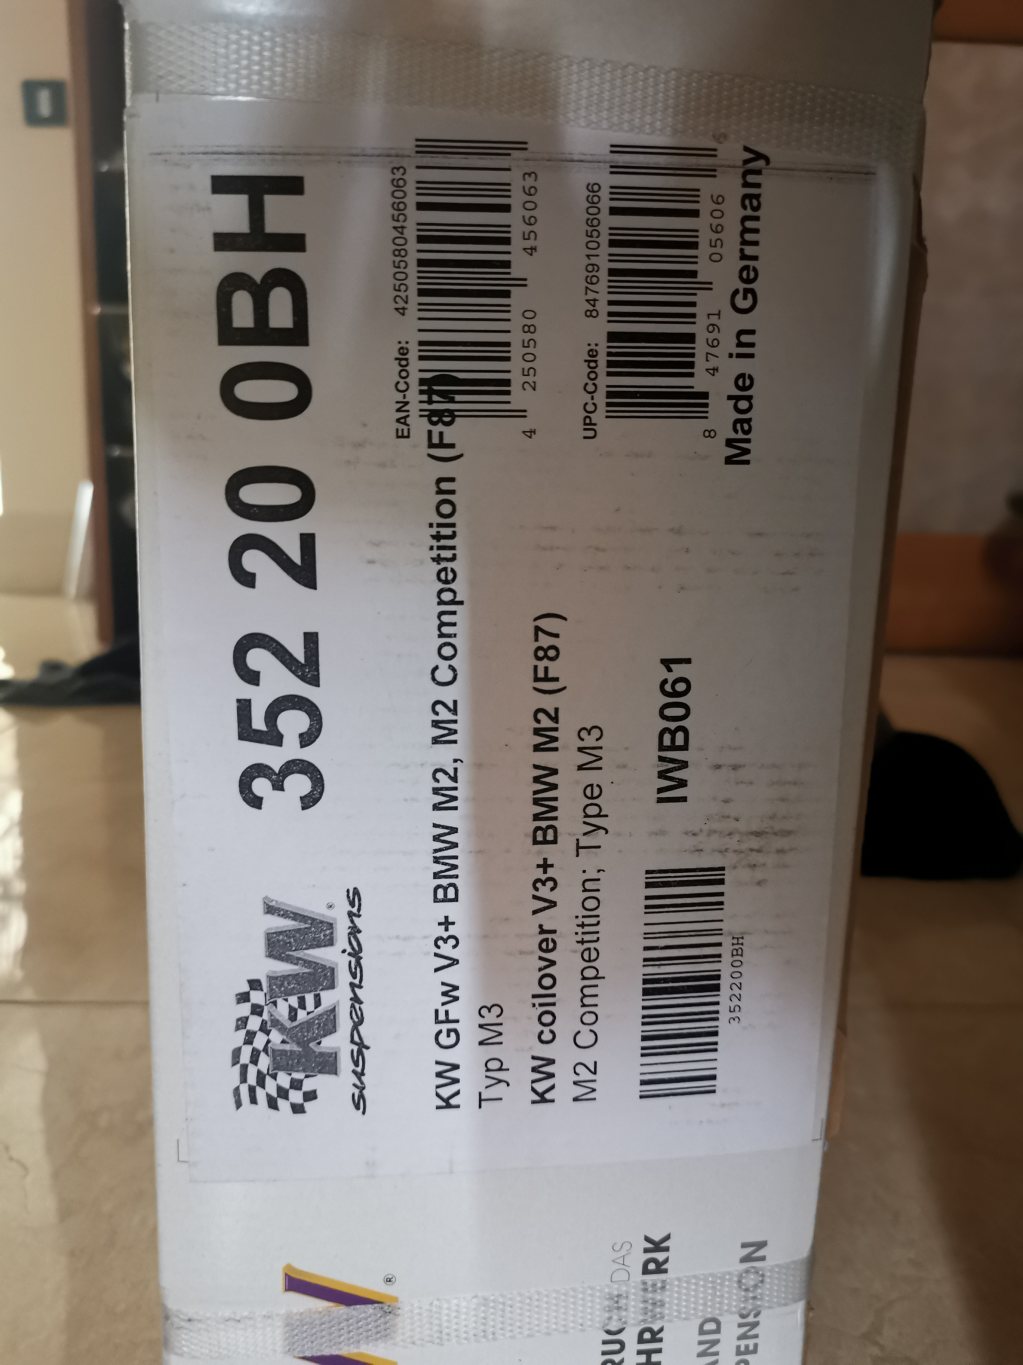 KW®
suspensions
352 20 0BH
KW GFw V3+ BMW M2, M2 Competition (F87)
Typ M3
KW coilover V3+ BMW M2 (F87)
M2 Competition; Type M3
352200BH
IWB061
EAN-Code: 4250580456063
4 250580 456063
UPC-Code: 847691056066
8 47691 05606 6
Made in Germany
®
DAS